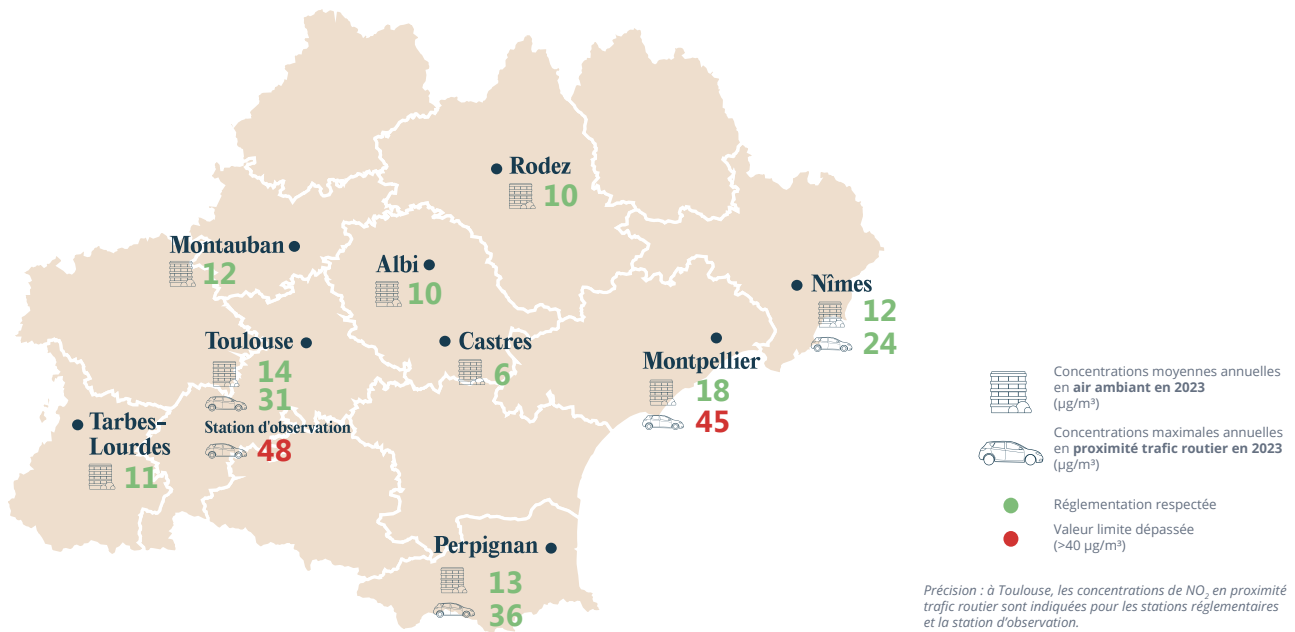 Rodez
10
Montauban
12
Albi
10
Nîmes
12
24
Toulouse
14
31
Station d'observation
48
Castres
6
Montpellier
18
45
Tarbes-
Lourdes
11
Perpignan
13
36
Concentrations moyennes annuelles
en air ambiant en 2023
(µg/m³)
Concentrations maximales annuelles
en proximité trafic routier en 2023
(µg/m³)
Réglementation respectée
Valeur limite dépassée
(>40 µg/m³)
Précision : à Toulouse, les concentrations de NO₂ en proximité
trafic routier sont indiquées pour les stations réglementaires
et la station d'observation.